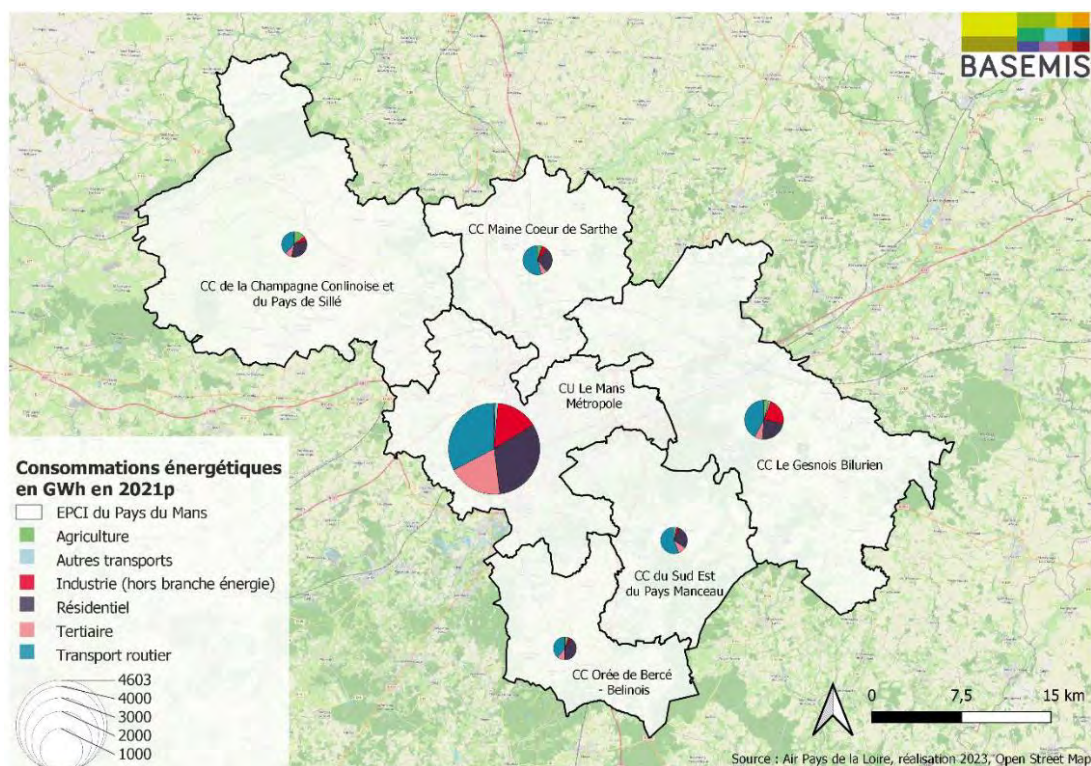 BASEMIS
CC Maine Coeur de Sarthe
CC de la Champagne Conlinoise et
du Pays de Sillé
CU Le Mans
Métropole
CC Le Gesnois Bilurien
CC du Sud Est
du Pays Manceau
CC Orée de Bercé
- Belinois
Consommations énergétiques
en GWh en 2021p
EPCI du Pays du Mans
Agriculture
Autres transports
Industrie (hors branche énergie)
Résidentiel
Tertiaire
Transport routier
4603
4000
3000
2000
1000
0 7,5 15 km
Source : Air Pays de la Loire, réalisation 2023, Open Street Map